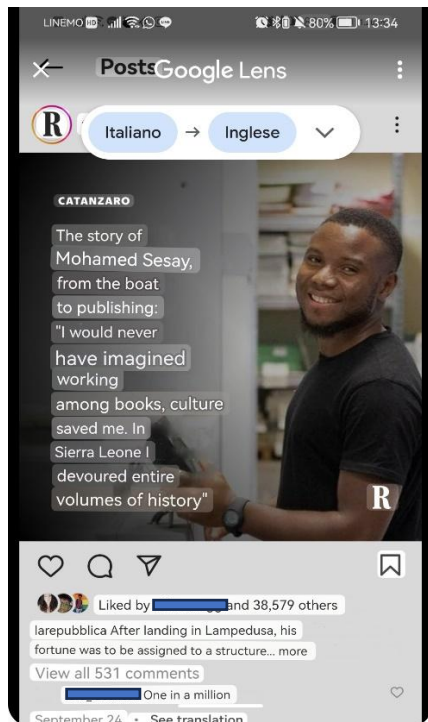 LINEMO HD 80% 13:34
Posts Google Lens
R
Italiano → Inglese
CATANZARO
The story of
Mohamed Sesay,
from the boat
to publishing:
"I would never
have imagined
working
among books, culture
saved me. In
Sierra Leone I
devoured entire
volumes of history"
R
Liked by and 38,579 others
larepubblica After landing in Lampedusa, his
fortune was to be assigned to a structure... more
View all 531 comments
One in a million
September 24 • See translation